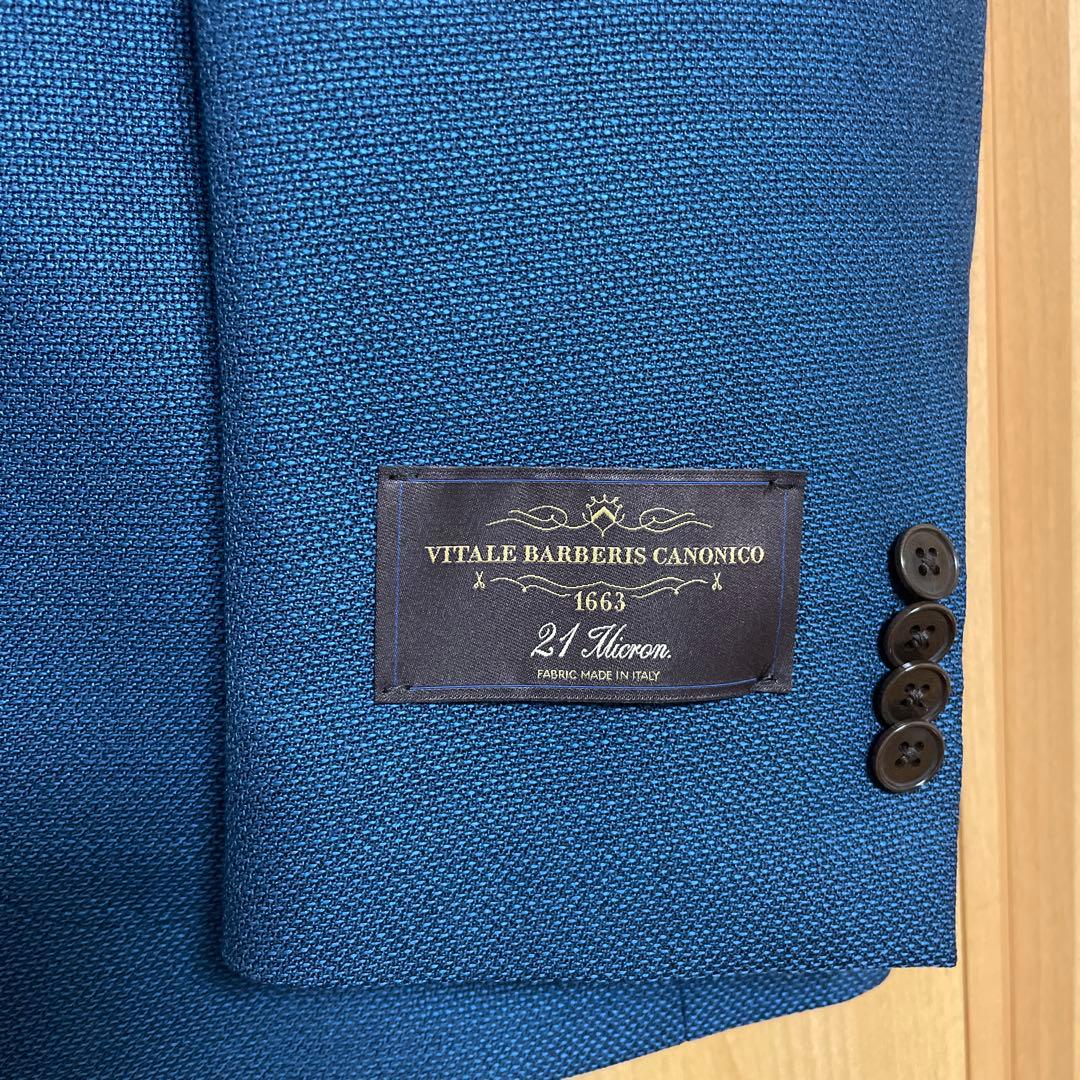 VITALE BARBERIS CANONICO
1663
21 Micron.
FABRIC MADE IN ITALY